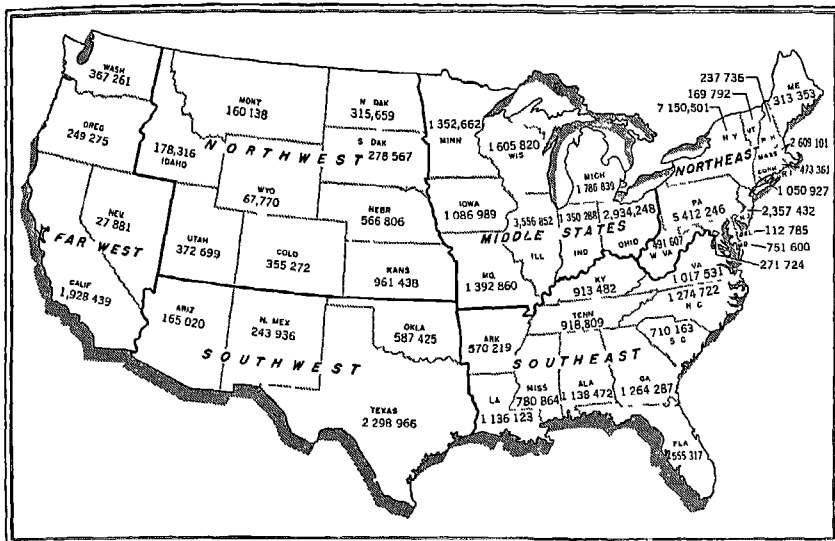 WASH
367 261
OREG
249 275
CALIF
1,928 439
NEV
27 881
FAR WEST
178,316
IDAHO
MONT
160 138
WYO
67,770
N DAK
315,659
S DAK
278 567
NORTHWEST
NEBR
566 806
KANS
961 438
UTAH
372 699
COLO
355 272
ARIZ
165 020
N. MEX
243 936
OKLA
587 425
TEXAS
2 298 966
SOUTHWEST
1 352,662
MINN
1 605 820
WIS
MICH
1 786 839
IOWA
1 086 989
3,556 852
ILL
1 350 288
IND
2,934,248
OHIO
MO.
1 392 860
MIDDLE STATES
ARK
570 219
LA
1 136 123
MISS
780 864
ALA
1 138 472
GA
1 264 287
FLA
555 317
TENN
918,809
KY
913 482
491 607
W VA
VA
1 017 531
1 274 722
N C
710 163
S C
SOUTHEAST
237 736
169 792
7 150,501
ME
313 353
N Y
VT
N H
2 609 101
MASS
CONN
R I
473 361
1 050 927
NORTHEAST
PA
5 412 246
N J
2,357 432
DEL
112 785
MD
751 600
271 724